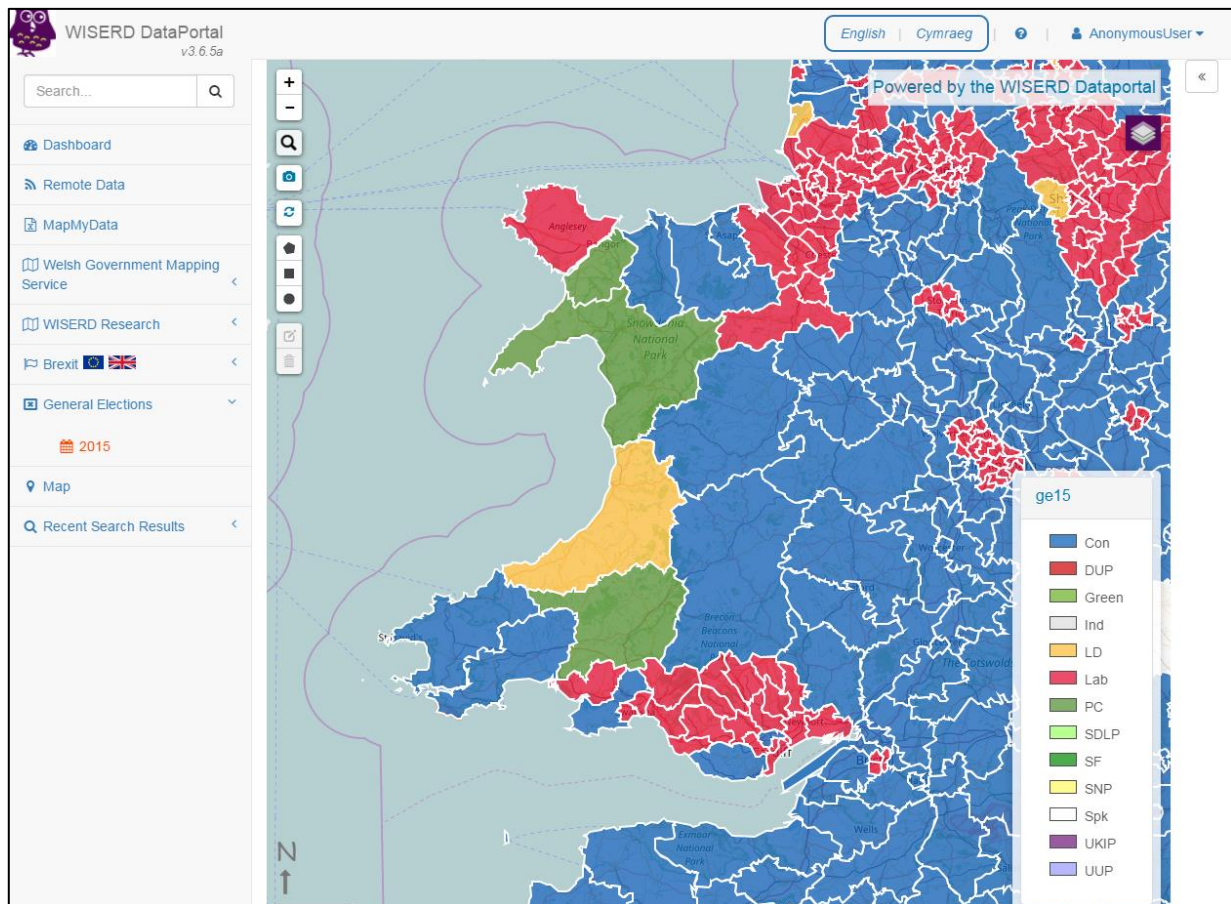 WISERD DataPortal
v3.6.5a
English | Cymraeg
AnonymousUser
Search...
Dashboard
Remote Data
MapMyData
Welsh Government Mapping
Service
WISERD Research
Brexit
General Elections
2015
Map
Recent Search Results
+
−
Powered by the WISERD Dataportal
«
Anglesey
Snowdonia
National
Park
Brecon
Beacons
National
The Cotswolds
Exmoor
National
Park
Wells
N
ge15
Con
DUP
Green
Ind
LD
Lab
PC
SDLP
SF
SNP
Spk
UKIP
UUP